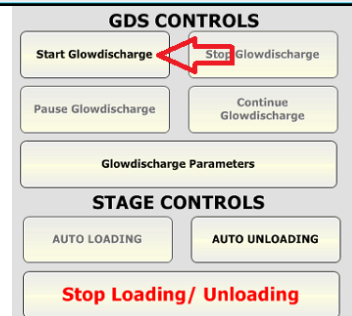 GDS CONTROLS
Start Glowdischarge Stop Glowdischarge
Pause Glowdischarge Continue
Glowdischarge
Glowdischarge Parameters
STAGE CONTROLS
AUTO LOADING AUTO UNLOADING
Stop Loading/ Unloading